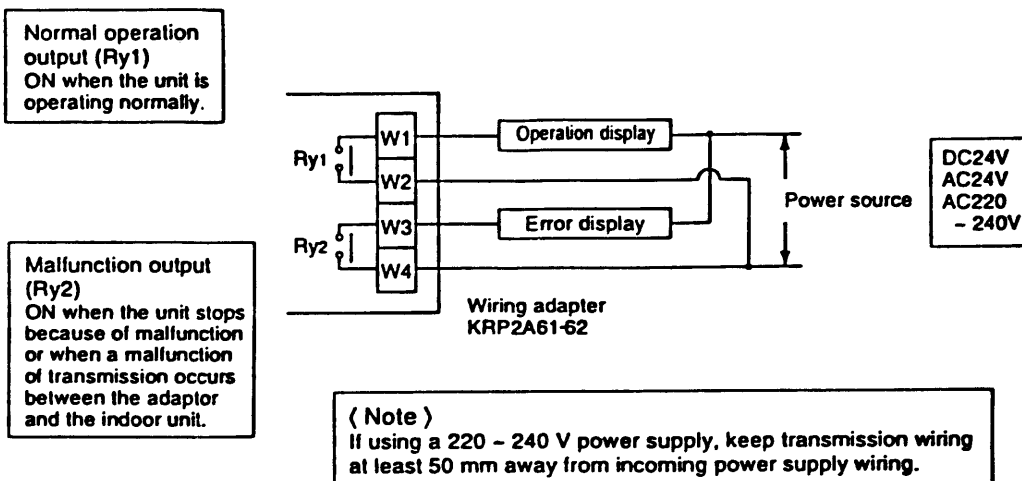 Normal operation
output (Ry1)
ON when the unit is
operating normally.
Ry1
W1
W2
Ry2
W3
W4
Operation display
Error display
Power source
DC24V
AC24V
AC220
~ 240V
Malfunction output
(Ry2)
ON when the unit stops
because of malfunction
or when a malfunction
of transmission occurs
between the adaptor
and the indoor unit.
Wiring adapter
KRP2A61-62
⟨ Note ⟩
If using a 220 ~ 240 V power supply, keep transmission wiring
at least 50 mm away from incoming power supply wiring.